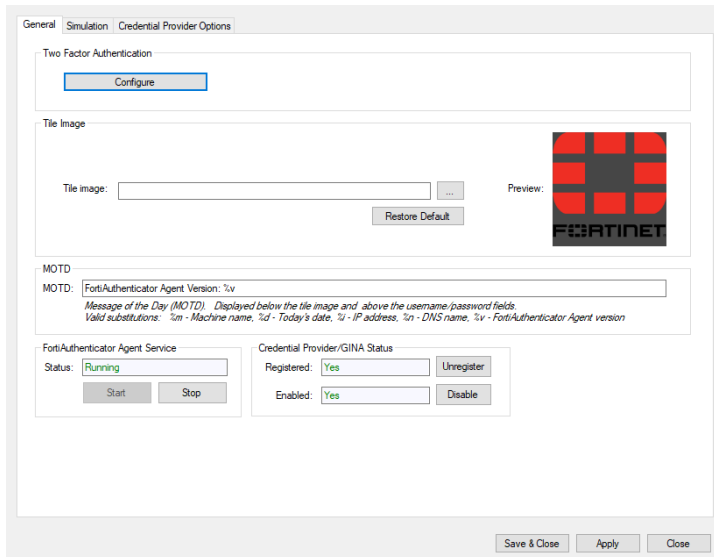 General Simulation Credential Provider Options
Two Factor Authentication
Configure
Tile Image
Tile image: ... Preview:
Restore Default
FORTINET
MOTD
MOTD: FortiAuthenticator Agent Version: %v
Message of the Day (MOTD). Displayed below the tile image and above the username/password fields.
Valid substitutions: %m - Machine name, %d - Today's date, %i - IP address, %n - DNS name, %v - FortiAuthenticator Agent version
FortiAuthenticator Agent Service
Status: Running
Start Stop
Credential Provider/GINA Status
Registered: Yes Unregister
Enabled: Yes Disable
Save & Close Apply Close